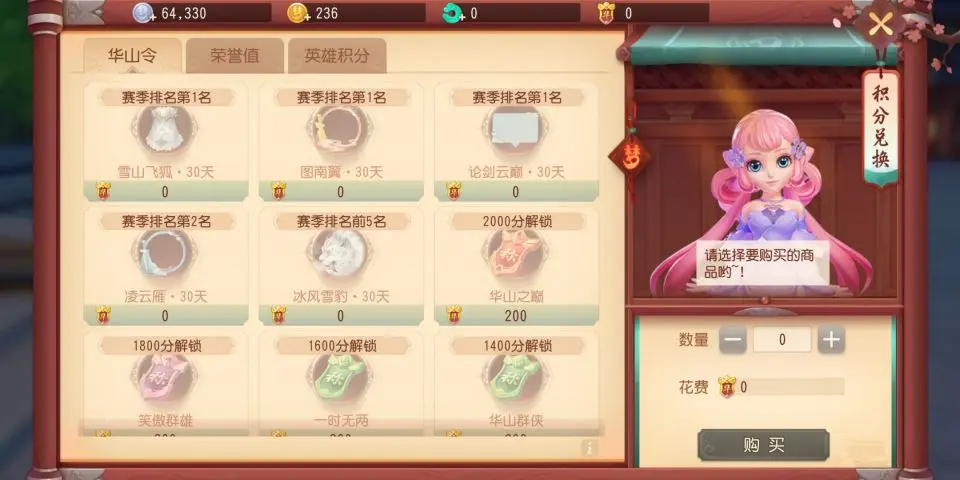 64,330
236
0
0
华山令
荣誉值
英雄积分
赛季排名第1名
赛季排名第1名
赛季排名第1名
雪山飞狐·30天
图南翼·30天
论剑云巅·30天
0
0
0
赛季排名第2名
赛季排名前5名
2000分解锁
凌云雁·30天
冰风雪豹·30天
华山之巅
0
0
200
1800分解锁
1600分解锁
1400分解锁
笑傲群雄
一时无两
华山群侠
积分兑换
请选择要购买的商
品哟~!
数量
0
花费
0
购买